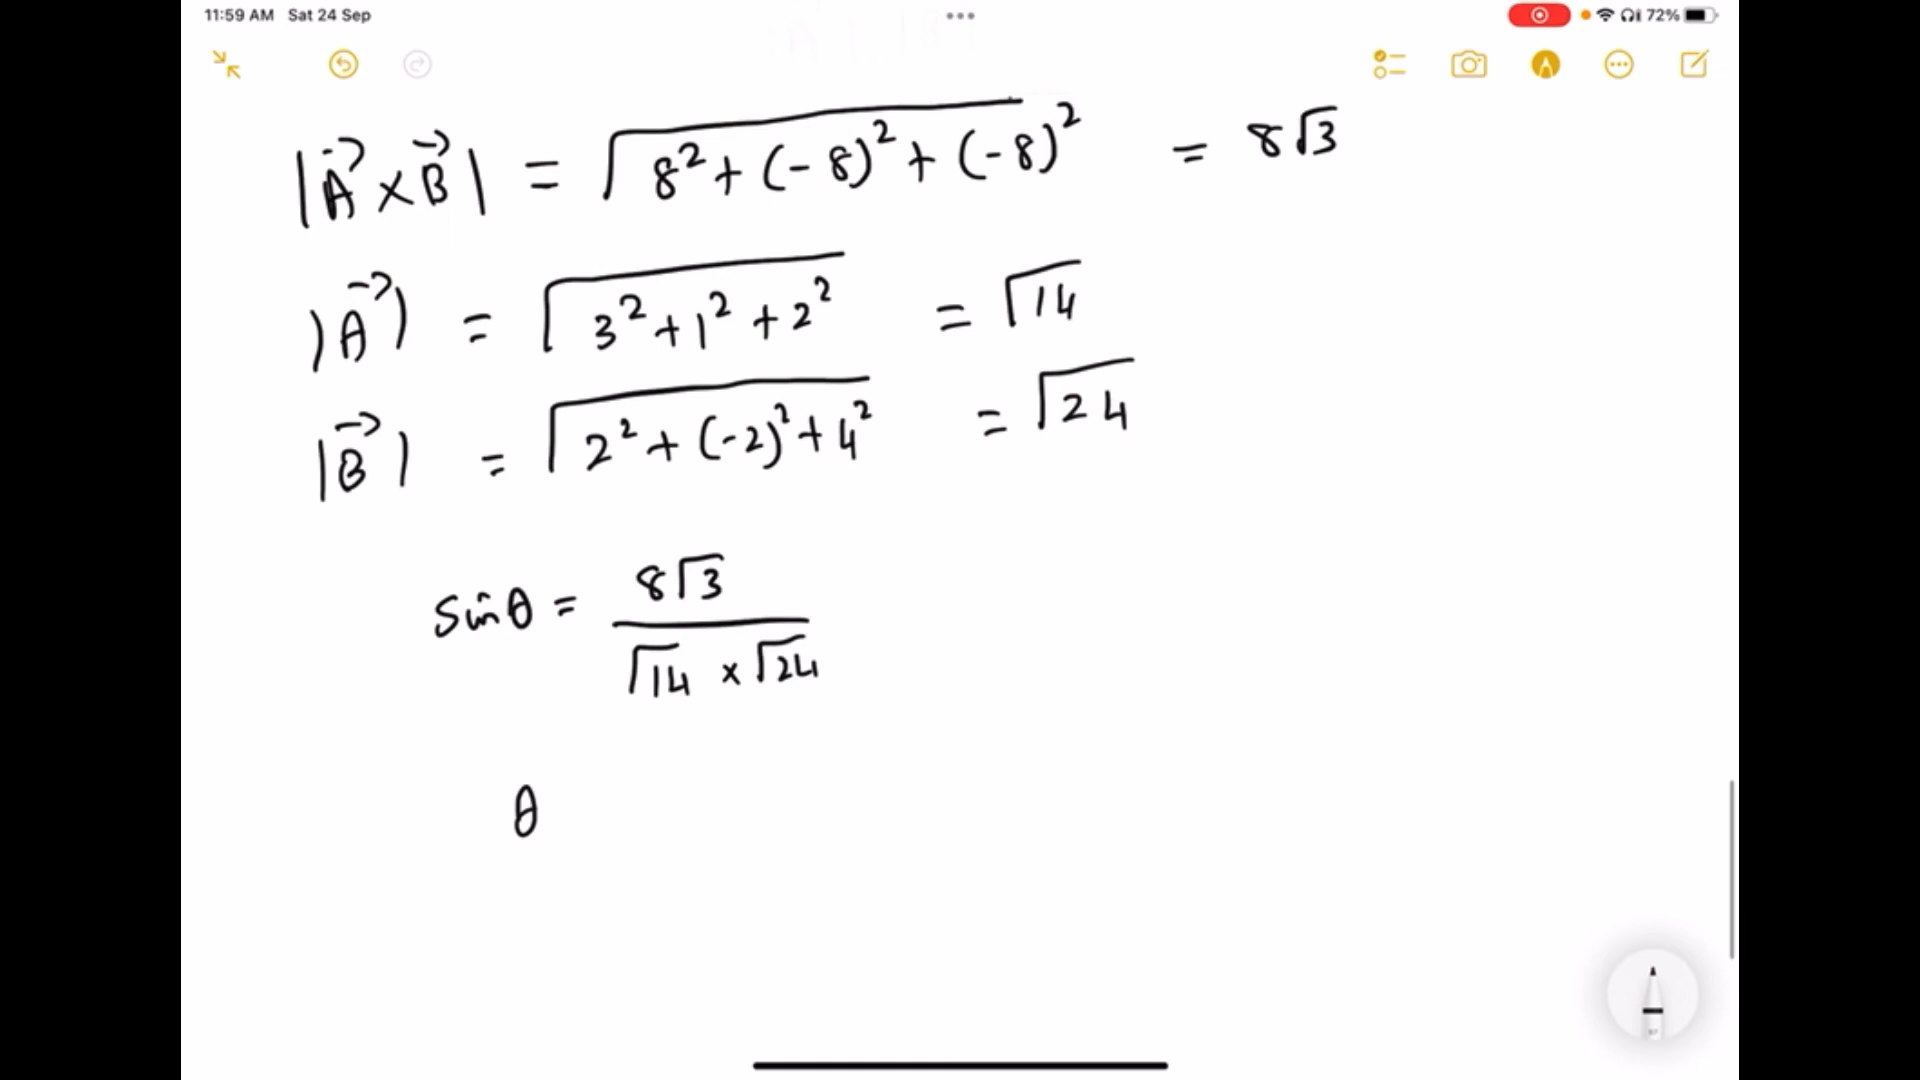 11:59 AM Sat 24 Sep
72%
|A⃗ × B⃗| = √(8² + (-8)² + (-8)²) = 8√3
|A⃗| = √(3² + 1² + 2²) = √14
|B⃗| = √(2² + (-2)² + 4²) = √24
sinθ = 8√3 / (√14 × √24)
θ